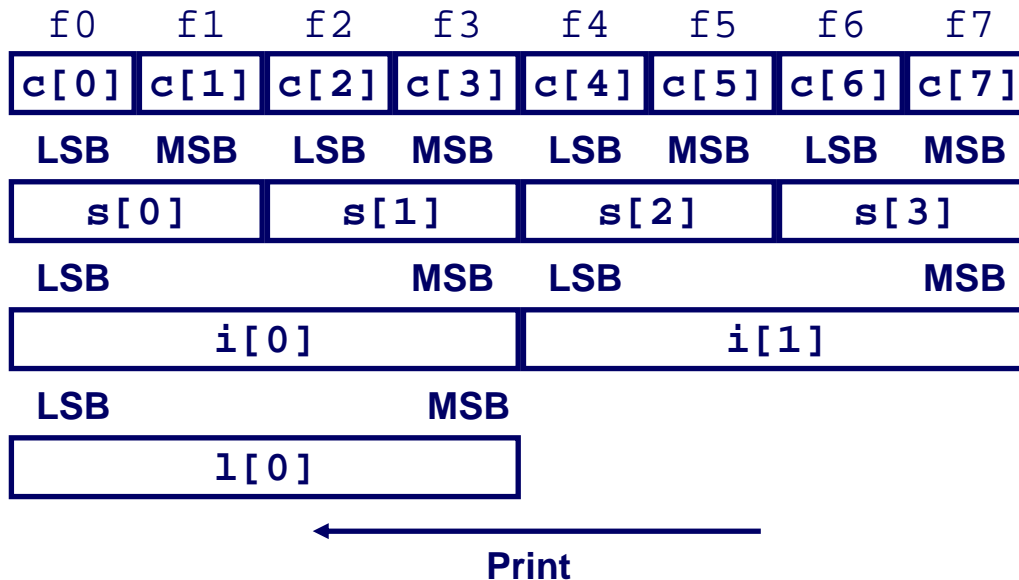 f0 f1 f2 f3 f4 f5 f6 f7
c[0] c[1] c[2] c[3] c[4] c[5] c[6] c[7]
LSB MSB LSB MSB LSB MSB LSB MSB
s[0] s[1] s[2] s[3]
LSB MSB LSB MSB
i[0] i[1]
LSB MSB
l[0]
Print